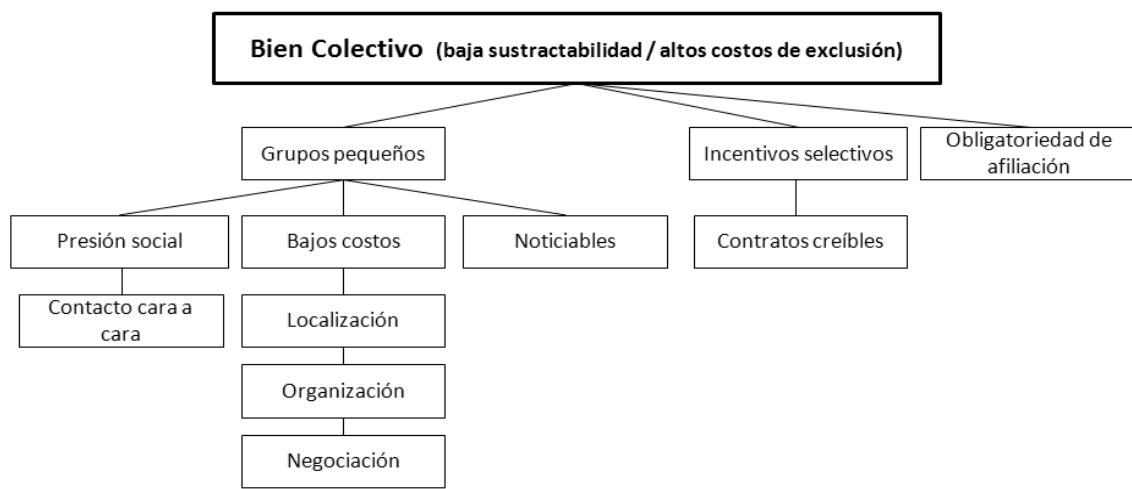 Bien Colectivo (baja sustractabilidad / altos costos de exclusión)
Grupos pequeños
Incentivos selectivos
Obligatoriedad de
afiliación
Presión social
Bajos costos
Noticiables
Contratos creíbles
Contacto cara a
cara
Localización
Organización
Negociación